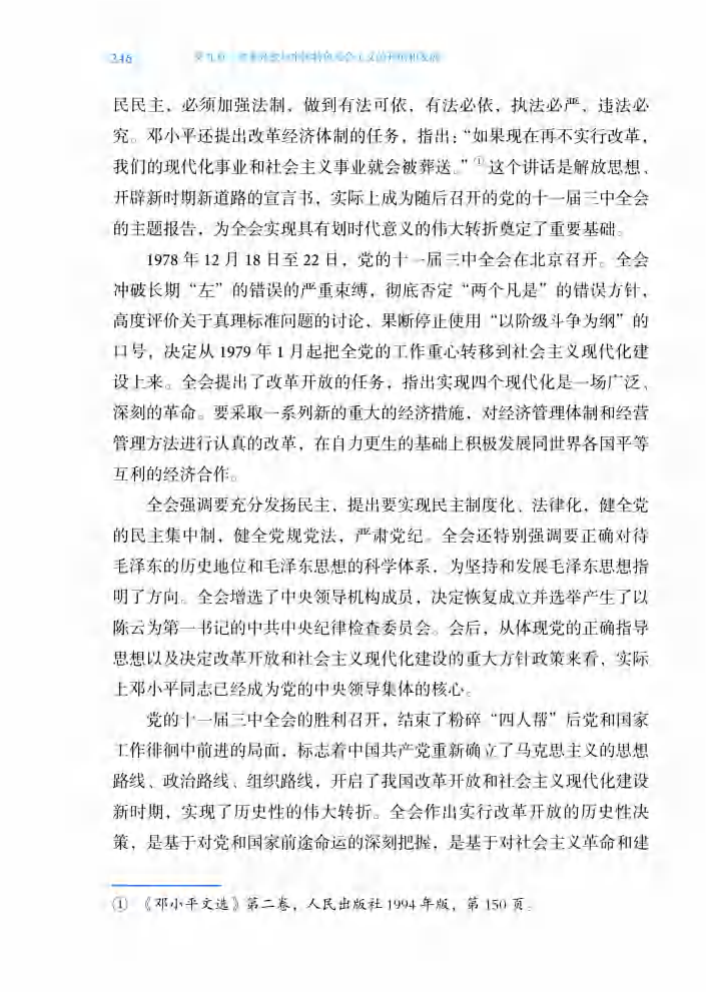 246 第九章 改革开放与中国特色社会主义的开创和发展
民民主，必须加强法制，做到有法可依，有法必依，执法必严，违法必
究。邓小平还提出改革经济体制的任务，指出：“如果现在再不实行改革，
我们的现代化事业和社会主义事业就会被葬送。”①这个讲话是解放思想、
开辟新时期新道路的宣言书，实际上成为随后召开的党的十一届三中全会
的主题报告，为全会实现具有划时代意义的伟大转折奠定了重要基础。
1978 年 12 月 18 日至 22 日，党的十一届三中全会在北京召开。全会
冲破长期“左”的错误的严重束缚，彻底否定“两个凡是”的错误方针，
高度评价关于真理标准问题的讨论，果断停止使用“以阶级斗争为纲”的
口号，决定从 1979 年 1 月起把全党的工作重心转移到社会主义现代化建
设上来。全会提出了改革开放的任务，指出实现四个现代化是一场广泛、
深刻的革命。要采取一系列新的重大的经济措施，对经济管理体制和经营
管理方法进行认真的改革，在自力更生的基础上积极发展同世界各国平等
互利的经济合作。
全会强调要充分发扬民主，提出要实现民主制度化、法律化，健全党
的民主集中制，健全党规党法，严肃党纪。全会还特别强调要正确对待
毛泽东的历史地位和毛泽东思想的科学体系，为坚持和发展毛泽东思想指
明了方向。全会增选了中央领导机构成员，决定恢复成立并选举产生了以
陈云为第一书记的中共中央纪律检查委员会。会后，从体现党的正确指导
思想以及决定改革开放和社会主义现代化建设的重大方针政策来看，实际
上邓小平同志已经成为党的中央领导集体的核心。
党的十一届三中全会的胜利召开，结束了粉碎“四人帮”后党和国家
工作徘徊中前进的局面，标志着中国共产党重新确立了马克思主义的思想
路线、政治路线、组织路线，开启了我国改革开放和社会主义现代化建设
新时期，实现了历史性的伟大转折。全会作出实行改革开放的历史性决
策，是基于对党和国家前途命运的深刻把握，是基于对社会主义革命和建
① 《邓小平文选》第二卷，人民出版社 1994 年版，第 150 页。